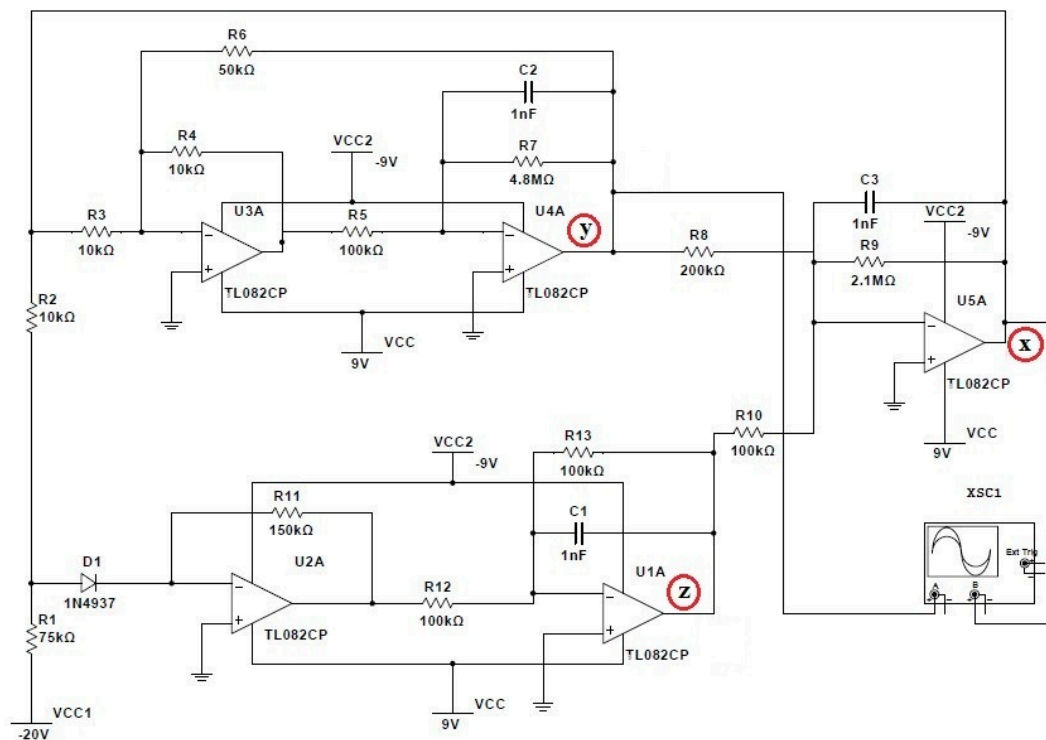 R6
50kΩ
C2
1nF
R4
10kΩ
VCC2
-9V
R7
4.8MΩ
C3
1nF
VCC2
-9V
R3
10kΩ
U3A
R5
100kΩ
U4A
y
R8
200kΩ
R9
2.1MΩ
TL082CP
TL082CP
U5A
x
R2
10kΩ
VCC
9V
TL082CP
R10
100kΩ
VCC
9V
R13
100kΩ
VCC2
-9V
XSC1
R11
150kΩ
C1
1nF
Ext Trig
D1
1N4937
U2A
R12
100kΩ
U1A
z
A
B
R1
75kΩ
TL082CP
TL082CP
VCC1
-20V
VCC
9V